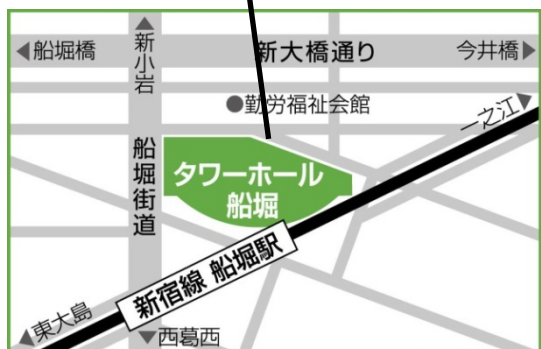 ◀船堀橋
▲新小岩
新大橋通り
今井橋▶
●勤労福祉会館
一之江▼
船堀街道
タワーホール
船堀
新宿線 船堀駅
▲東大島
▼西葛西